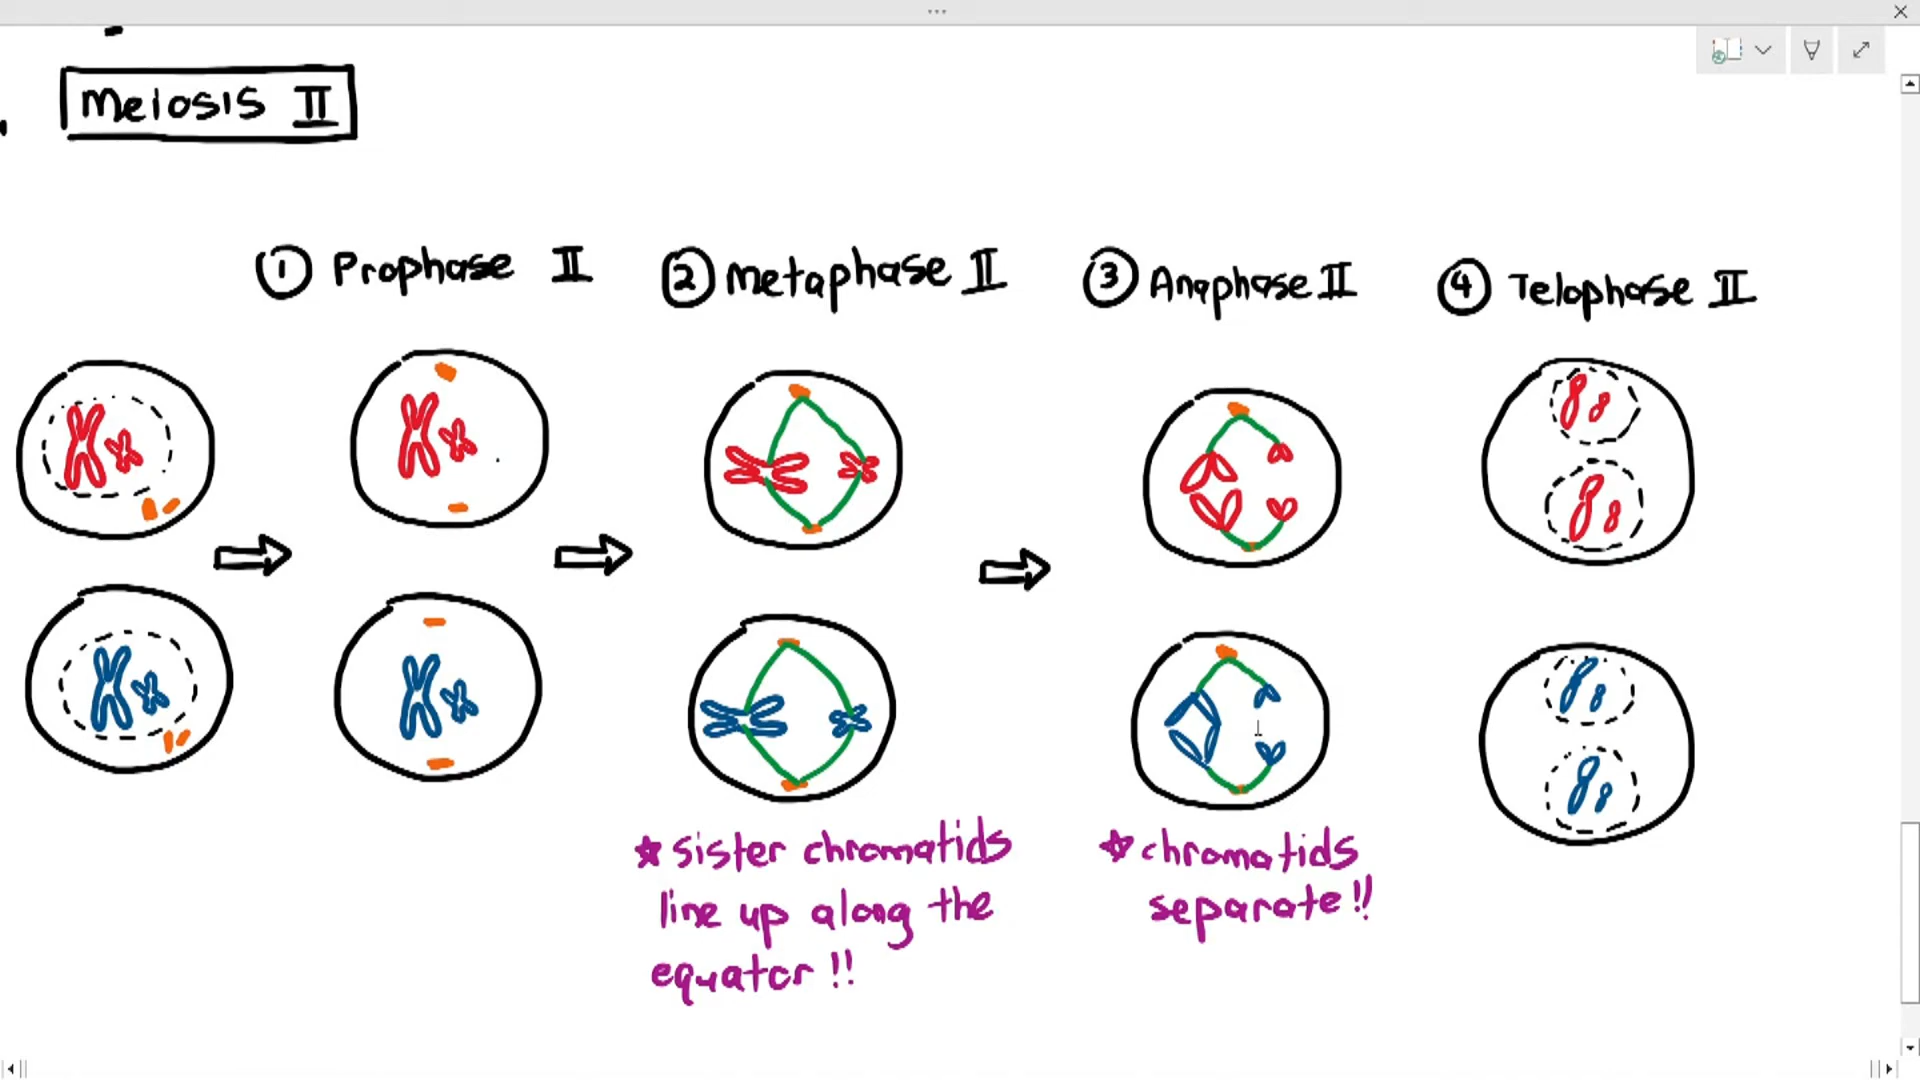 Meiosis II
① Prophase II
② Metaphase II
③ Anaphase II
④ Telophase II
★ sister chromatids
line up along the
equator !!
★ chromatids
separate !!